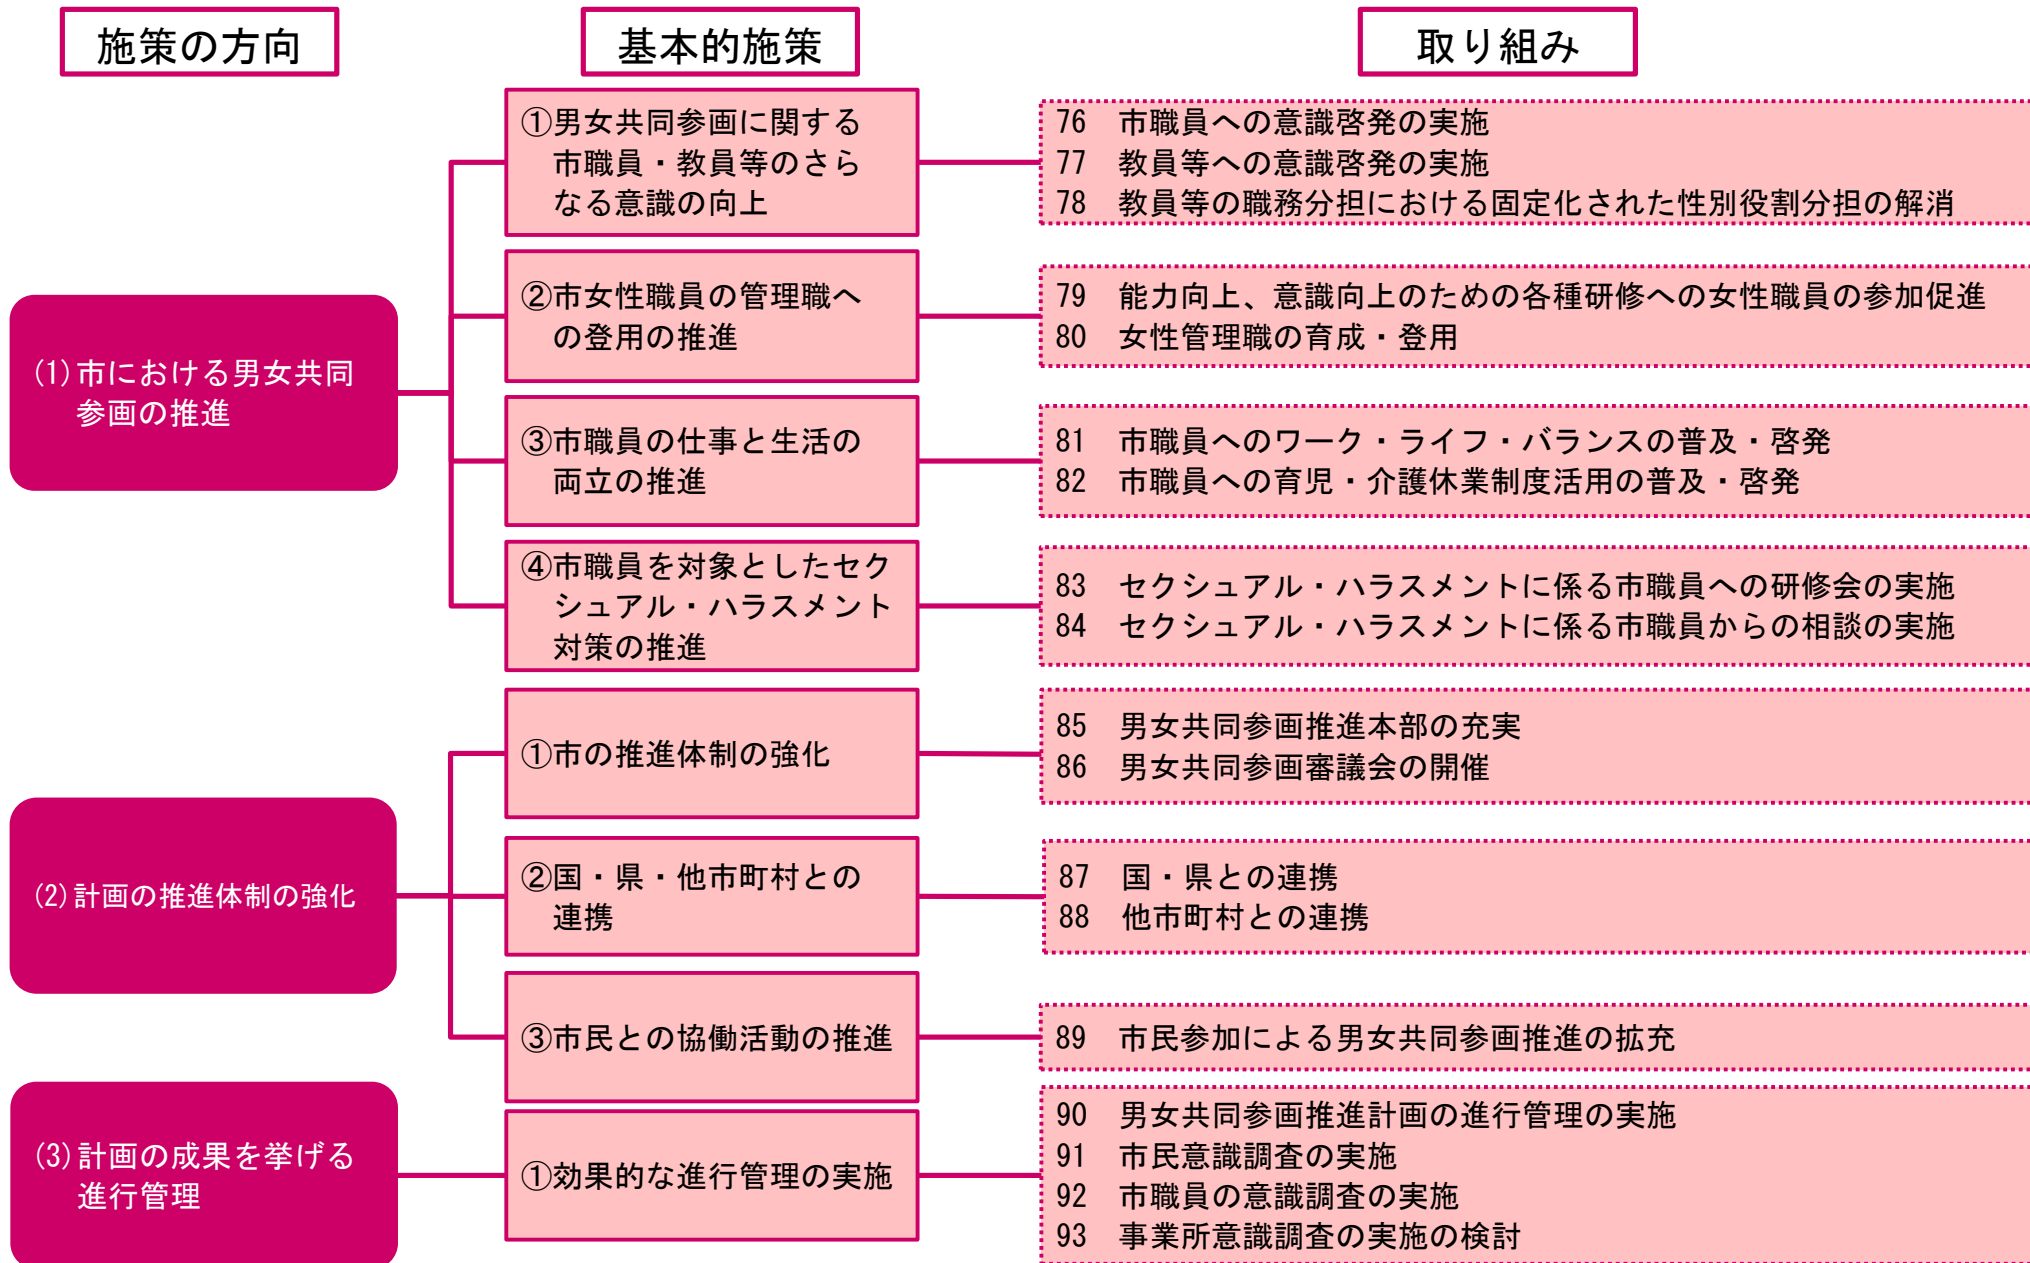 施策の方向
基本的施策
取り組み
(1)市における男女共同
参画の推進
①男女共同参画に関する
市職員・教員等のさら
なる意識の向上
76 市職員への意識啓発の実施
77 教員等への意識啓発の実施
78 教員等の職務分担における固定化された性別役割分担の解消
②市女性職員の管理職へ
の登用の推進
79 能力向上、意識向上のための各種研修への女性職員の参加促進
80 女性管理職の育成・登用
③市職員の仕事と生活の
両立の推進
81 市職員へのワーク・ライフ・バランスの普及・啓発
82 市職員への育児・介護休業制度活用の普及・啓発
④市職員を対象としたセク
シュアル・ハラスメント
対策の推進
83 セクシュアル・ハラスメントに係る市職員への研修会の実施
84 セクシュアル・ハラスメントに係る市職員からの相談の実施
(2)計画の推進体制の強化
①市の推進体制の強化
85 男女共同参画推進本部の充実
86 男女共同参画審議会の開催
②国・県・他市町村との
連携
87 国・県との連携
88 他市町村との連携
③市民との協働活動の推進
89 市民参加による男女共同参画推進の拡充
(3)計画の成果を挙げる
進行管理
①効果的な進行管理の実施
90 男女共同参画推進計画の進行管理の実施
91 市民意識調査の実施
92 市職員の意識調査の実施
93 事業所意識調査の実施の検討